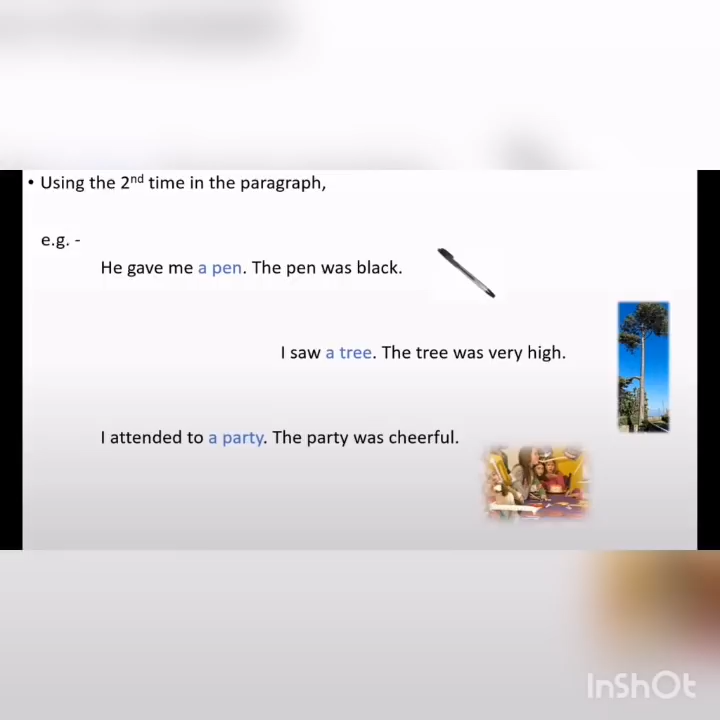 • Using the 2nd time in the paragraph,
e.g. -
He gave me a pen. The pen was black.
I saw a tree. The tree was very high.
I attended to a party. The party was cheerful.
InShOt